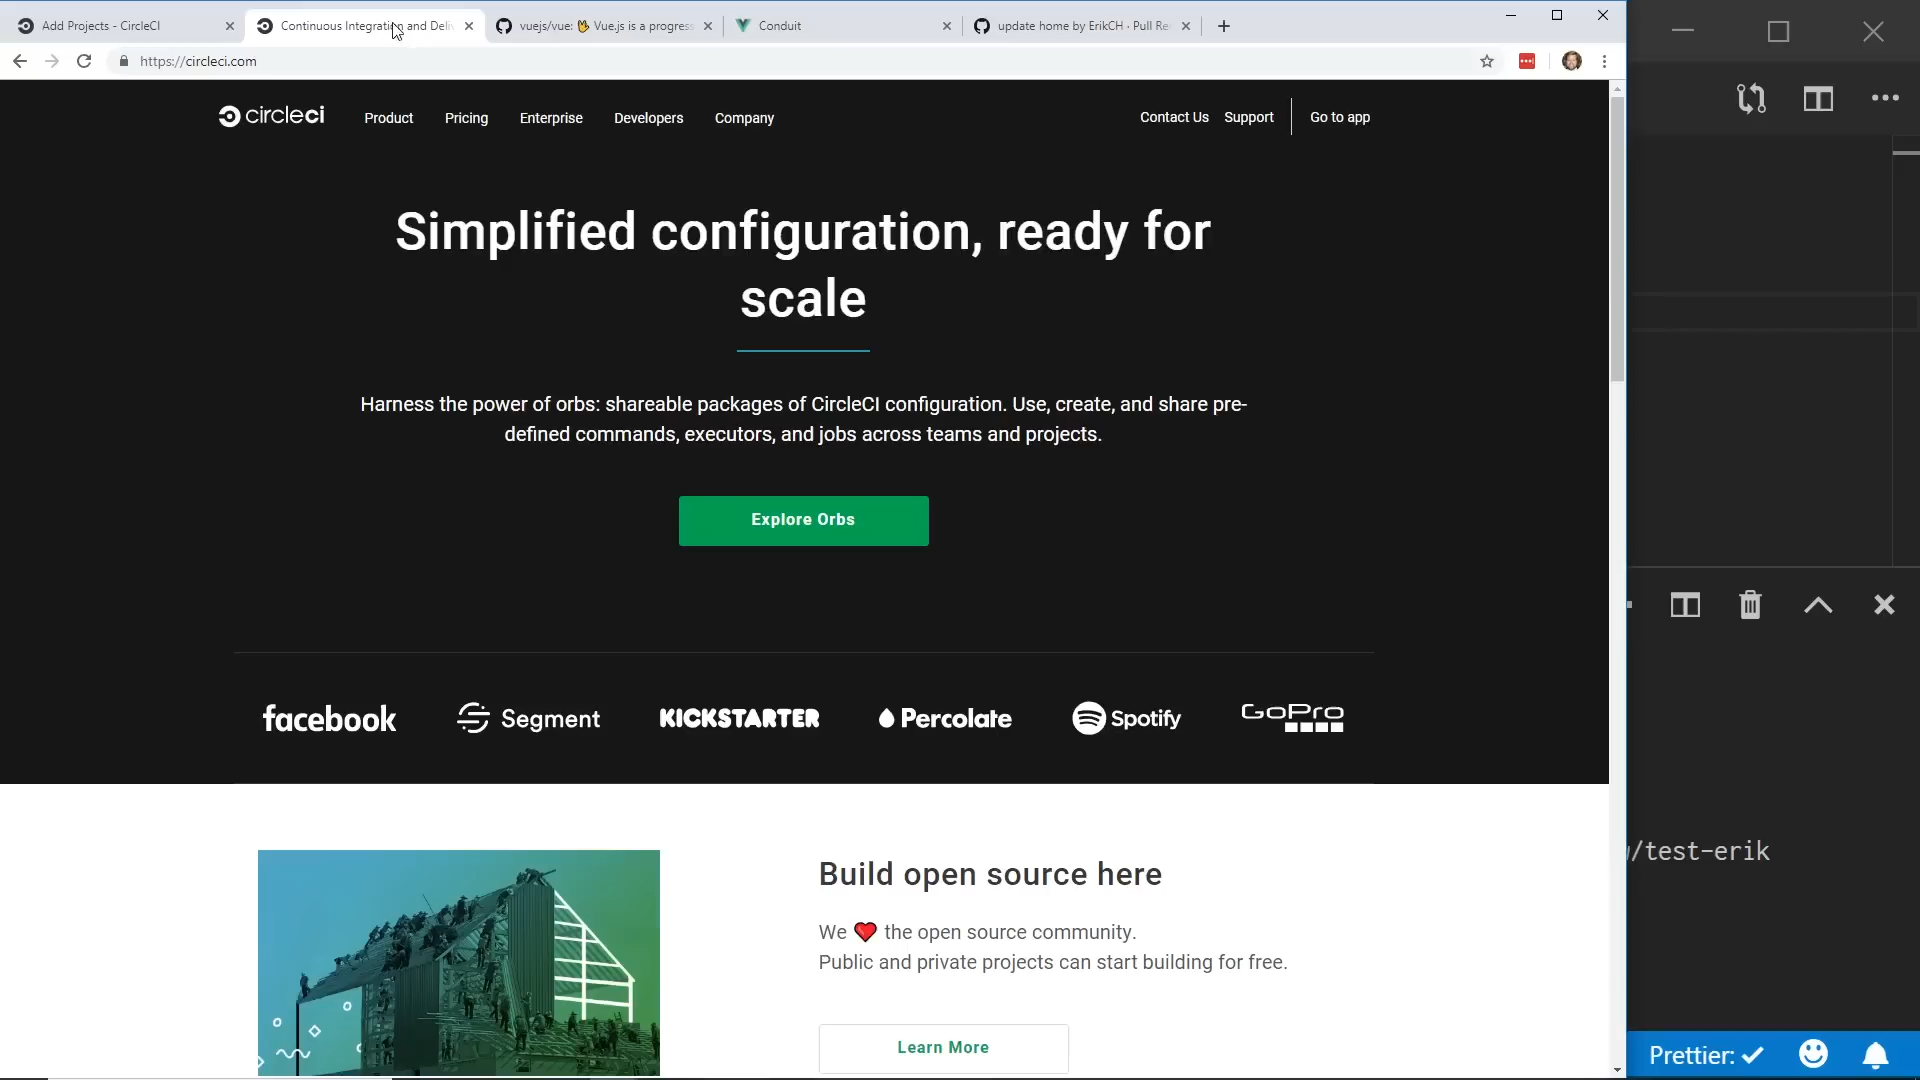 Add Projects - CircleCI
Continuous Integration and Deli
vuejs/vue: 🖖 Vue.js is a progress
Conduit
update home by ErikCH · Pull Re
https://circleci.com
circleci
Product
Pricing
Enterprise
Developers
Company
Contact Us
Support
Go to app
Simplified configuration, ready for
scale
Harness the power of orbs: shareable packages of CircleCI configuration. Use, create, and share pre-
defined commands, executors, and jobs across teams and projects.
Explore Orbs
facebook
Segment
KICKSTARTER
Percolate
Spotify
GoPro
/test-erik
Build open source here
We ❤ the open source community.
Public and private projects can start building for free.
Learn More
Prettier: ✓